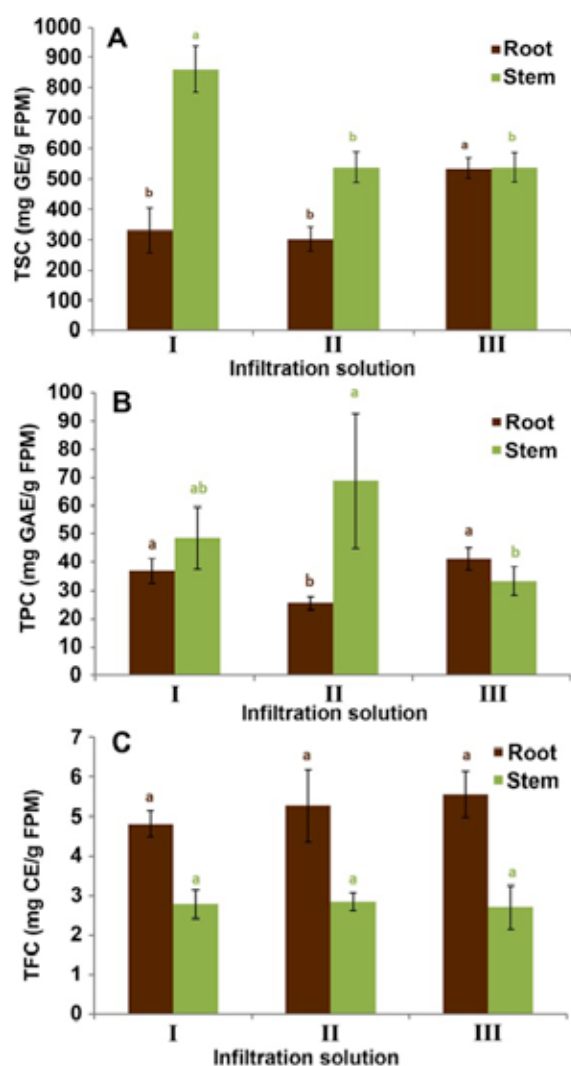 A
Root
Stem
TSC (mg GE/g FPM)
1000
900
800
700
600
500
400
300
200
100
0
b
a
b
b
a
b
I
II
III
Infiltration solution
B
Root
Stem
TPC (mg GAE/g FPM)
100
90
80
70
60
50
40
30
20
10
0
a
ab
b
a
a
b
I
II
III
Infiltration solution
C
Root
Stem
TFC (mg CE/g FPM)
7
6
5
4
3
2
1
0
a
a
a
a
a
a
I
II
III
Infiltration solution